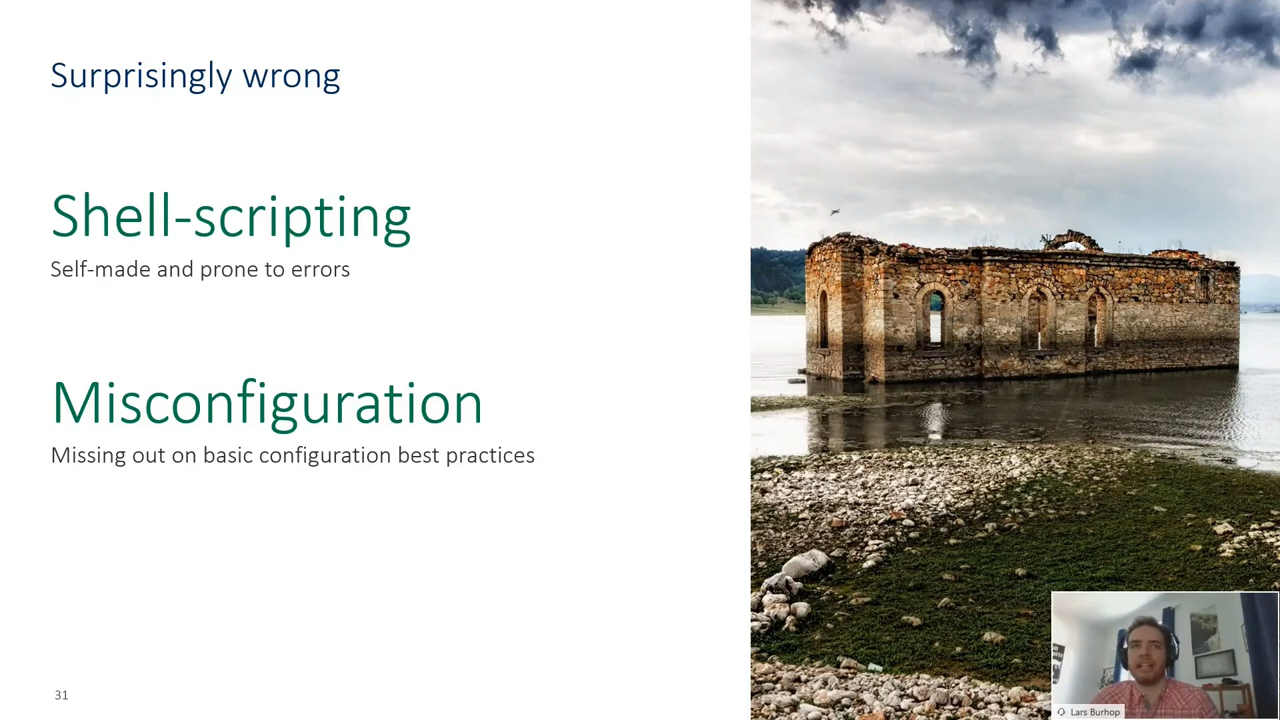 Surprisingly wrong
Shell-scripting
Self-made and prone to errors
Misconfiguration
Missing out on basic configuration best practices
31
Lars Burhop